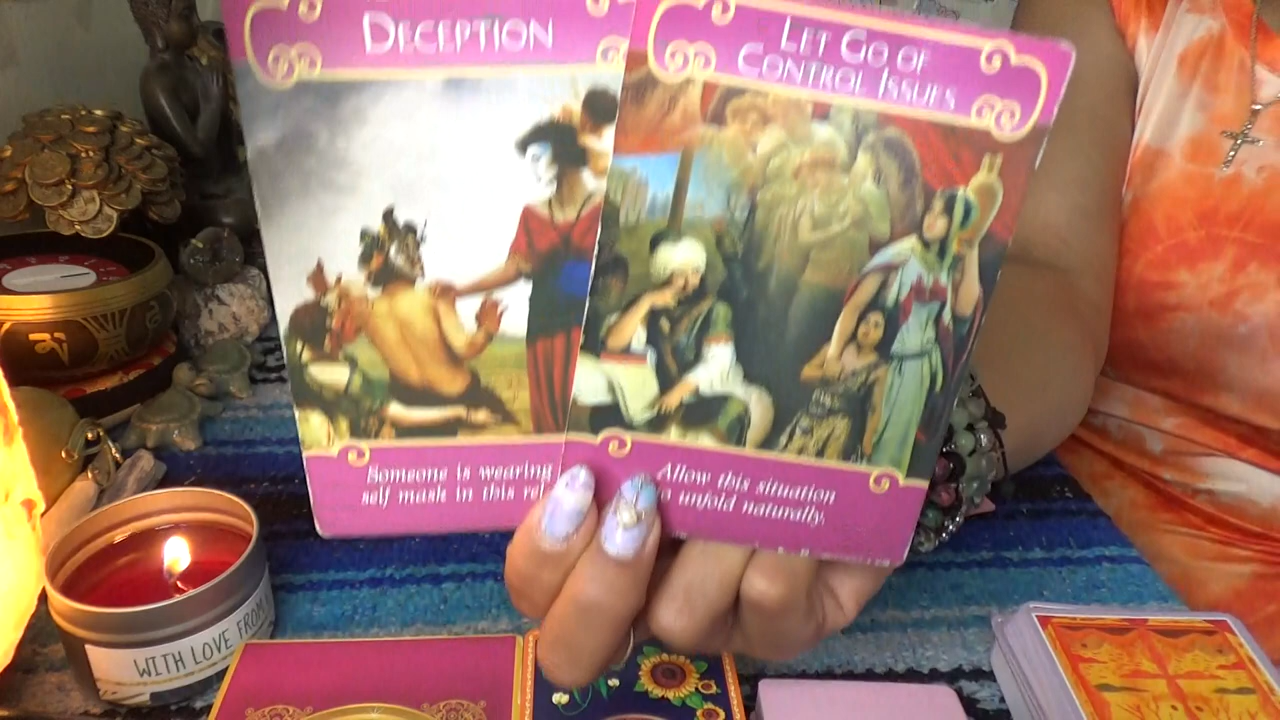 DECEPTION
LET GO OF
CONTROL ISSUES
Someone is wearing
self mask in this
Allow this situation
unfold naturally.
WITH LOVE FROM